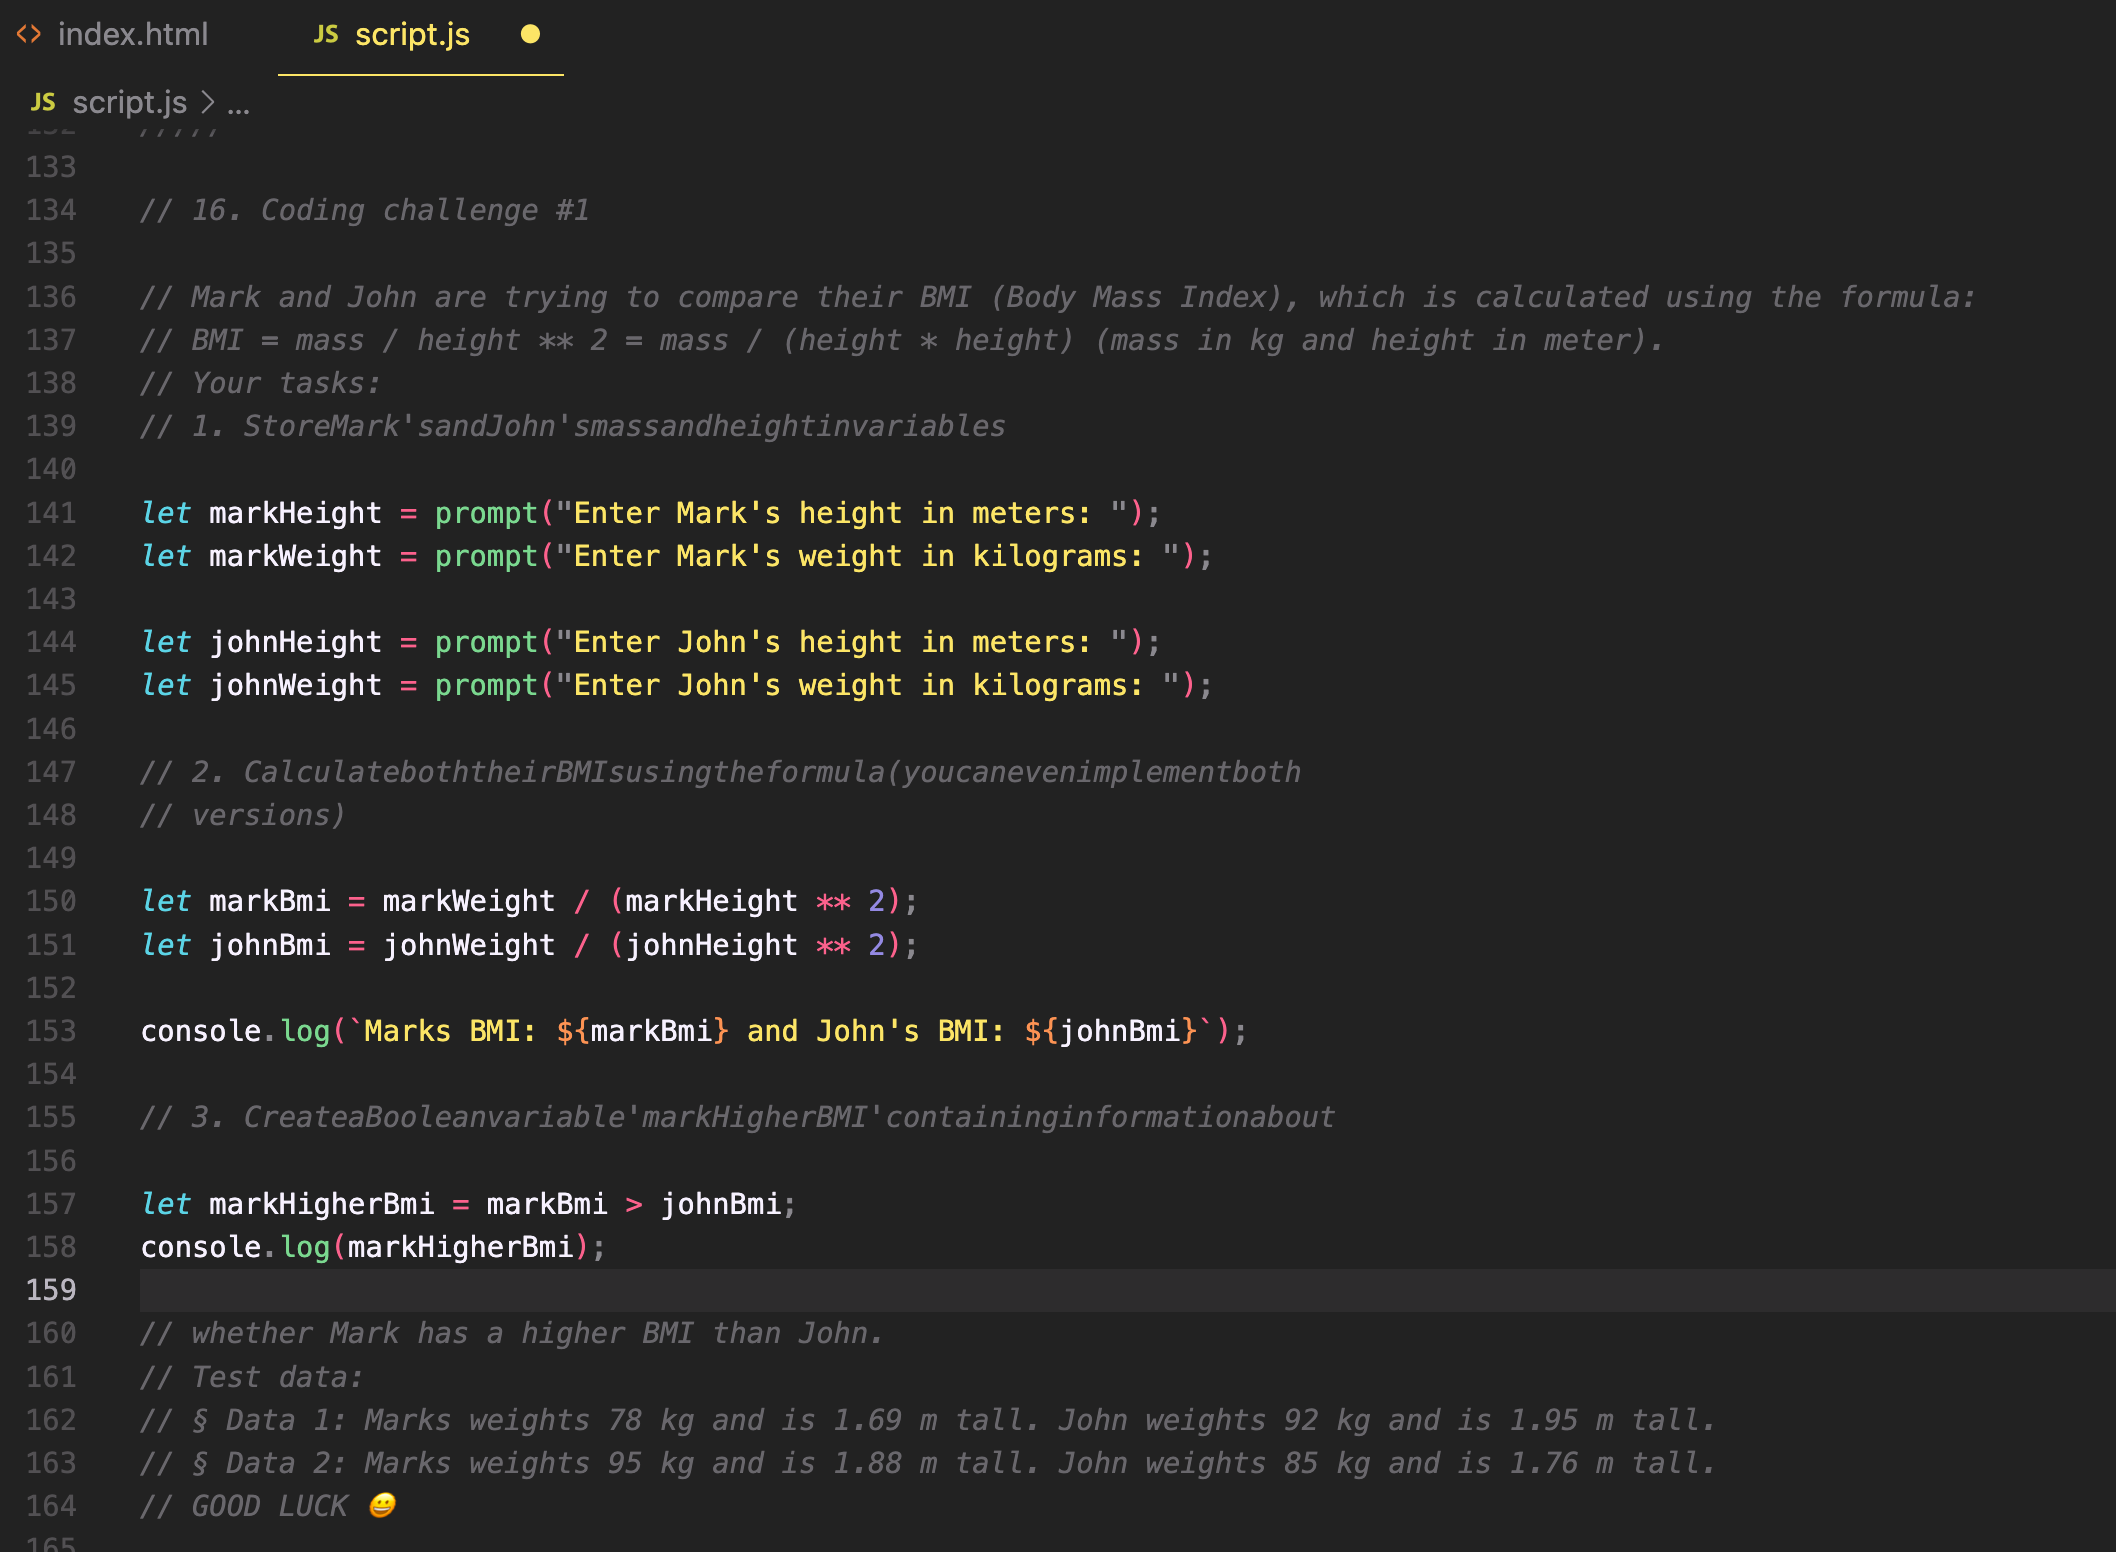 index.html
JS script.js
JS script.js > ...
133
134 // 16. Coding challenge #1
135
136 // Mark and John are trying to compare their BMI (Body Mass Index), which is calculated using the formula:
137 // BMI = mass / height ** 2 = mass / (height * height) (mass in kg and height in meter).
138 // Your tasks:
139 // 1. StoreMark'sandJohn'smassandheightinvariables
140
141 let markHeight = prompt("Enter Mark's height in meters: ");
142 let markWeight = prompt("Enter Mark's weight in kilograms: ");
143
144 let johnHeight = prompt("Enter John's height in meters: ");
145 let johnWeight = prompt("Enter John's weight in kilograms: ");
146
147 // 2. CalculateboththeirBMIsusingtheformula(youcanevenimplementboth
148 // versions)
149
150 let markBmi = markWeight / (markHeight ** 2);
151 let johnBmi = johnWeight / (johnHeight ** 2);
152
153 console.log(`Marks BMI: ${markBmi} and John's BMI: ${johnBmi}`);
154
155 // 3. CreateaBooleanvariable'markHigherBMI'containinginformationabout
156
157 let markHigherBmi = markBmi > johnBmi;
158 console.log(markHigherBmi);
159
160 // whether Mark has a higher BMI than John.
161 // Test data:
162 // § Data 1: Marks weights 78 kg and is 1.69 m tall. John weights 92 kg and is 1.95 m tall.
163 // § Data 2: Marks weights 95 kg and is 1.88 m tall. John weights 85 kg and is 1.76 m tall.
164 // GOOD LUCK 😀
165